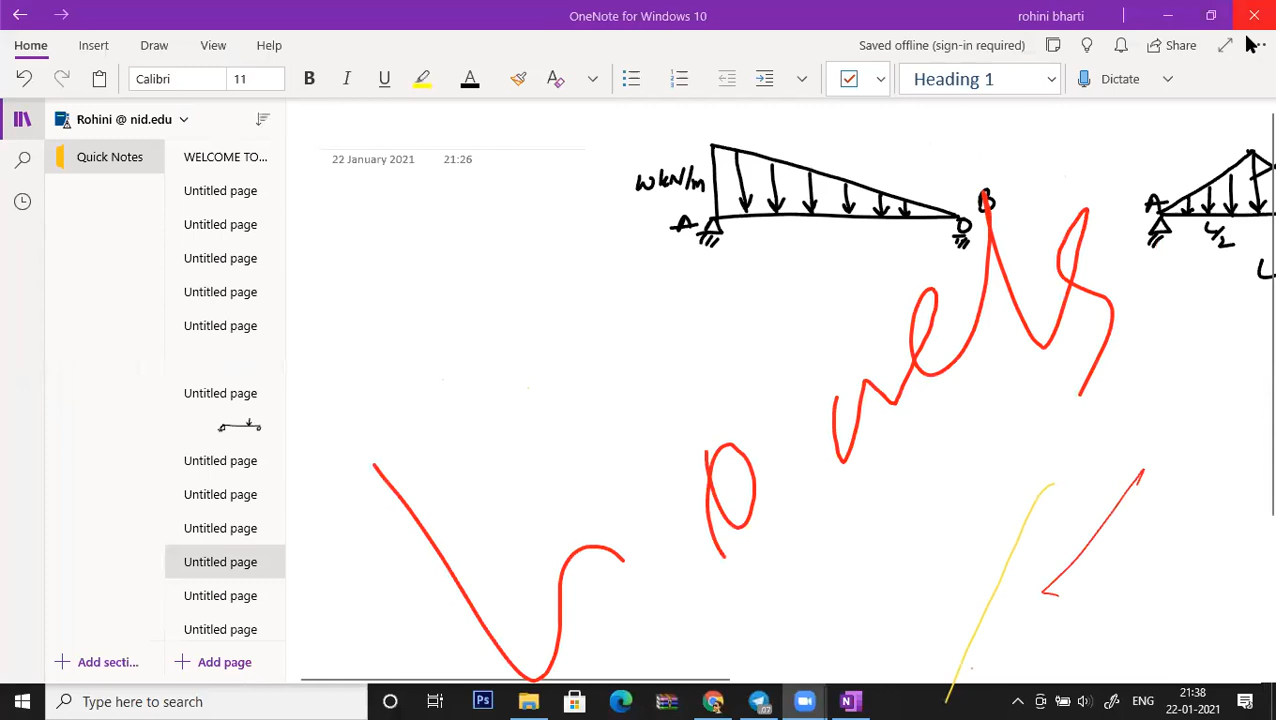 OneNote for Windows 10
rohini bharti
Home
Insert
Draw
View
Help
Saved offline (sign-in required)
Share
Calibri
11
B
I
U
A
Heading 1
Dictate
Rohini @ nid.edu
Quick Notes
WELCOME TO...
Untitled page
Untitled page
Untitled page
Untitled page
Untitled page
Untitled page
Untitled page
Untitled page
Untitled page
Untitled page
Untitled page
Untitled page
Add secti...
Add page
22 January 2021
21:26
w kN/m
A
B
A
L/2
L
Type here to search
Ps
07
ENG
21:38
22-01-2021